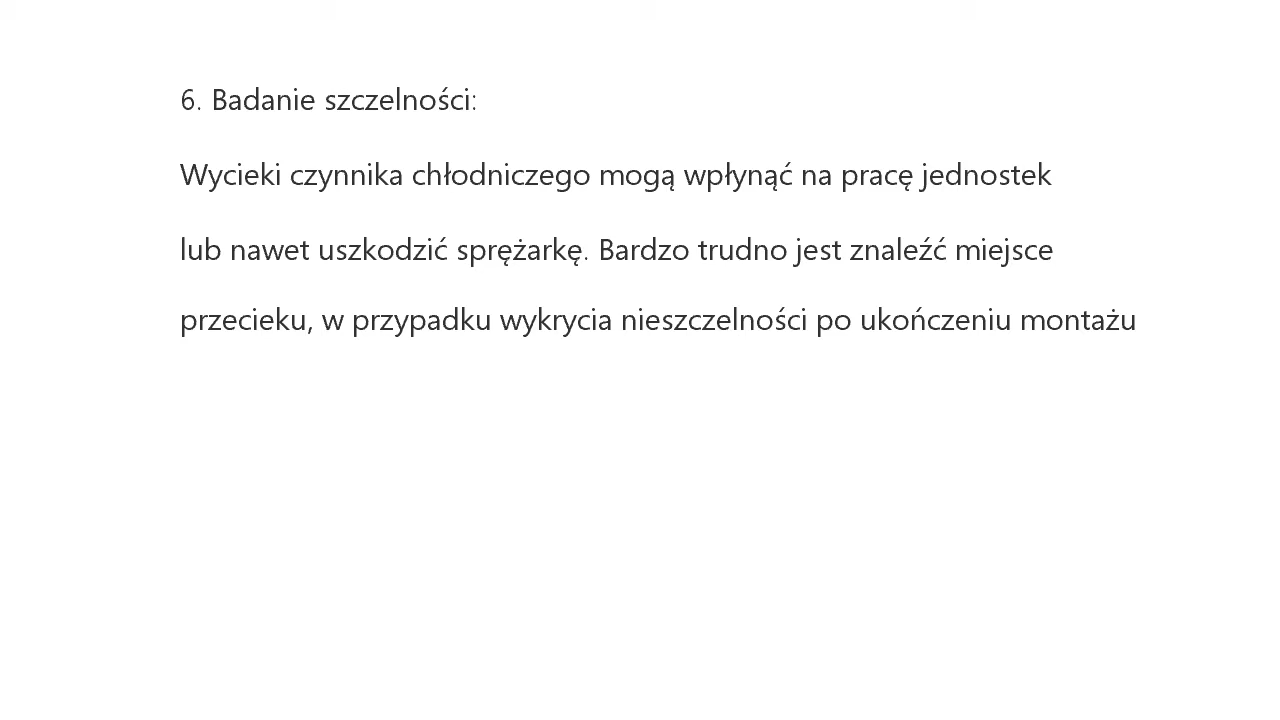 6. Badanie szczelności:
Wycieki czynnika chłodniczego mogą wpłynąć na pracę jednostek
lub nawet uszkodzić sprężarkę. Bardzo trudno jest znaleźć miejsce
przecieku, w przypadku wykrycia nieszczelności po ukończeniu montażu